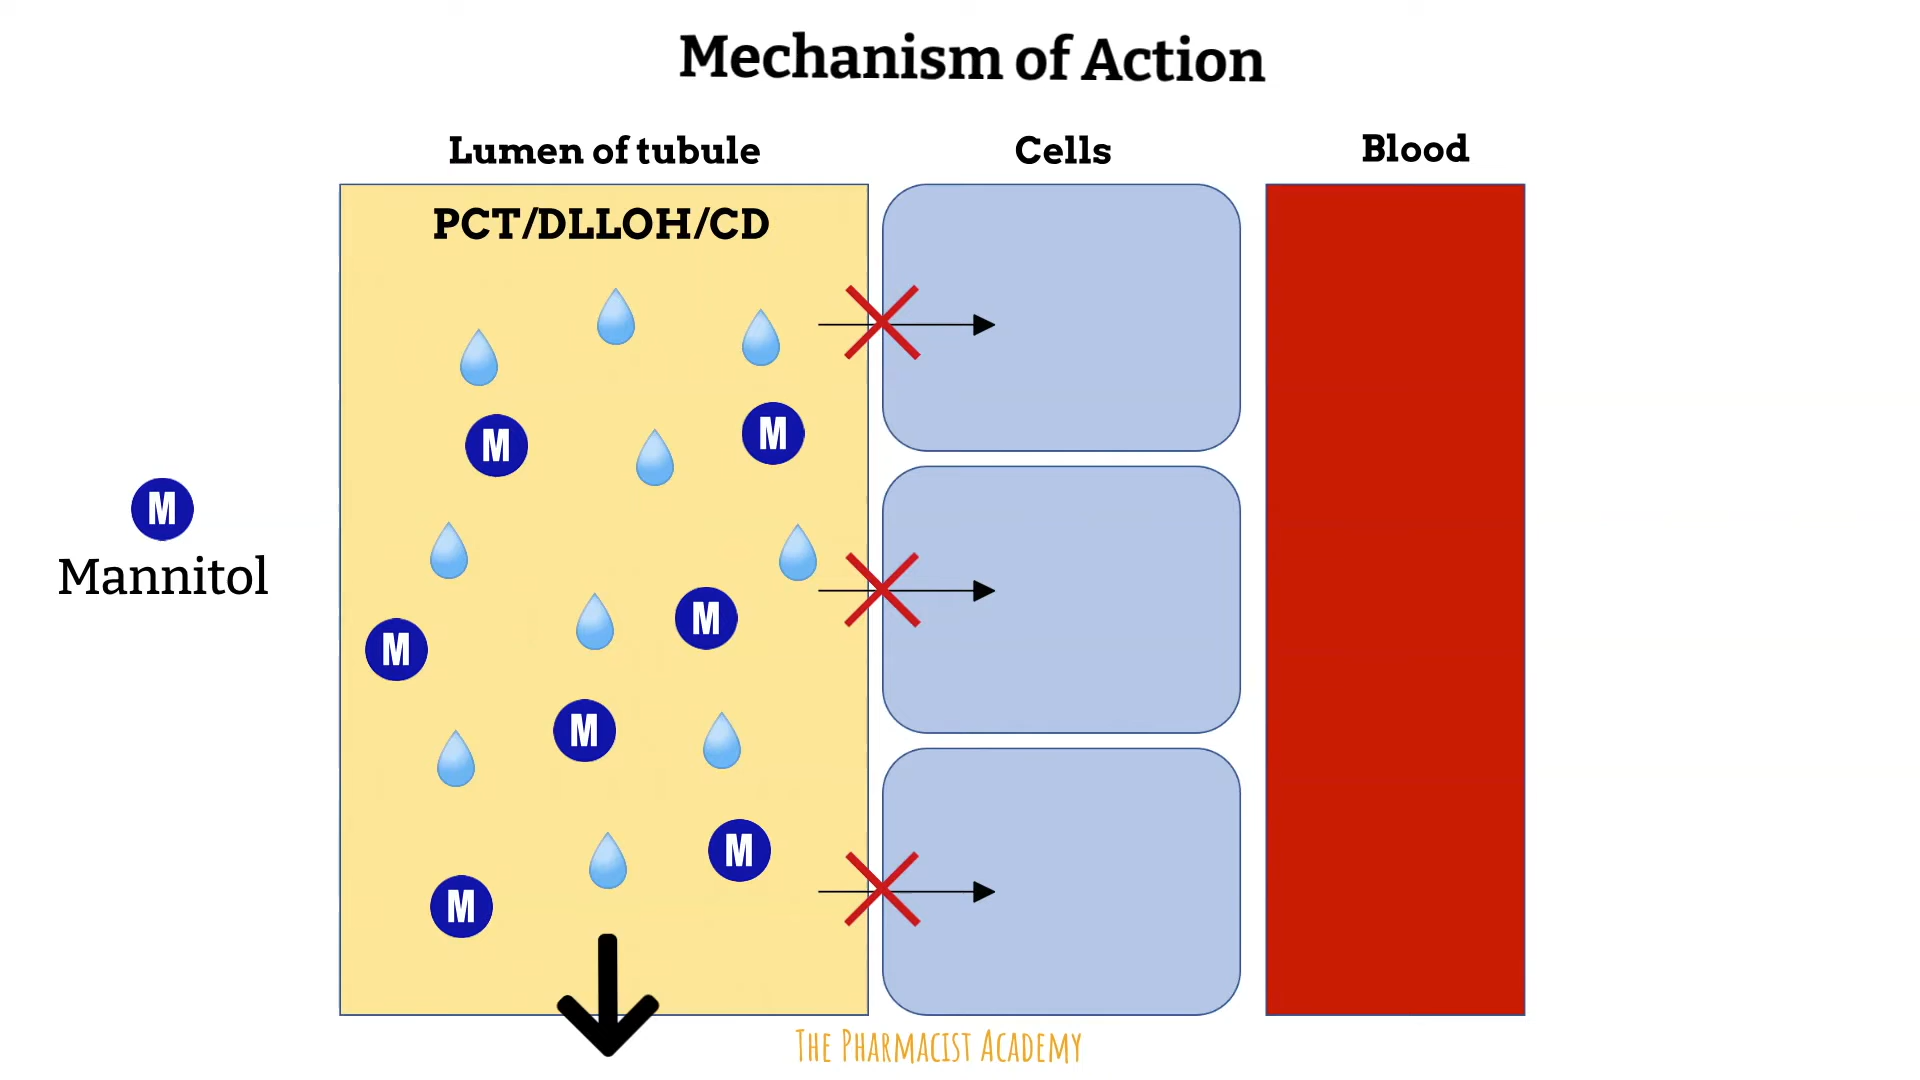 Mechanism of Action
Lumen of tubule
Cells
Blood
PCT/DLLOH/CD
M
M
M
M
Mannitol
M
M
M
M
M
The Pharmacist Academy